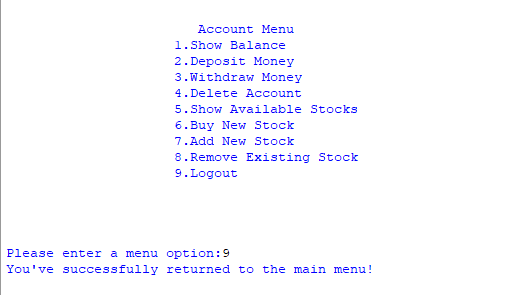 Account Menu
1.Show Balance
2.Deposit Money
3.Withdraw Money
4.Delete Account
5.Show Available Stocks
6.Buy New Stock
7.Add New Stock
8.Remove Existing Stock
9.Logout
Please enter a menu option:9
You've successfully returned to the main menu!